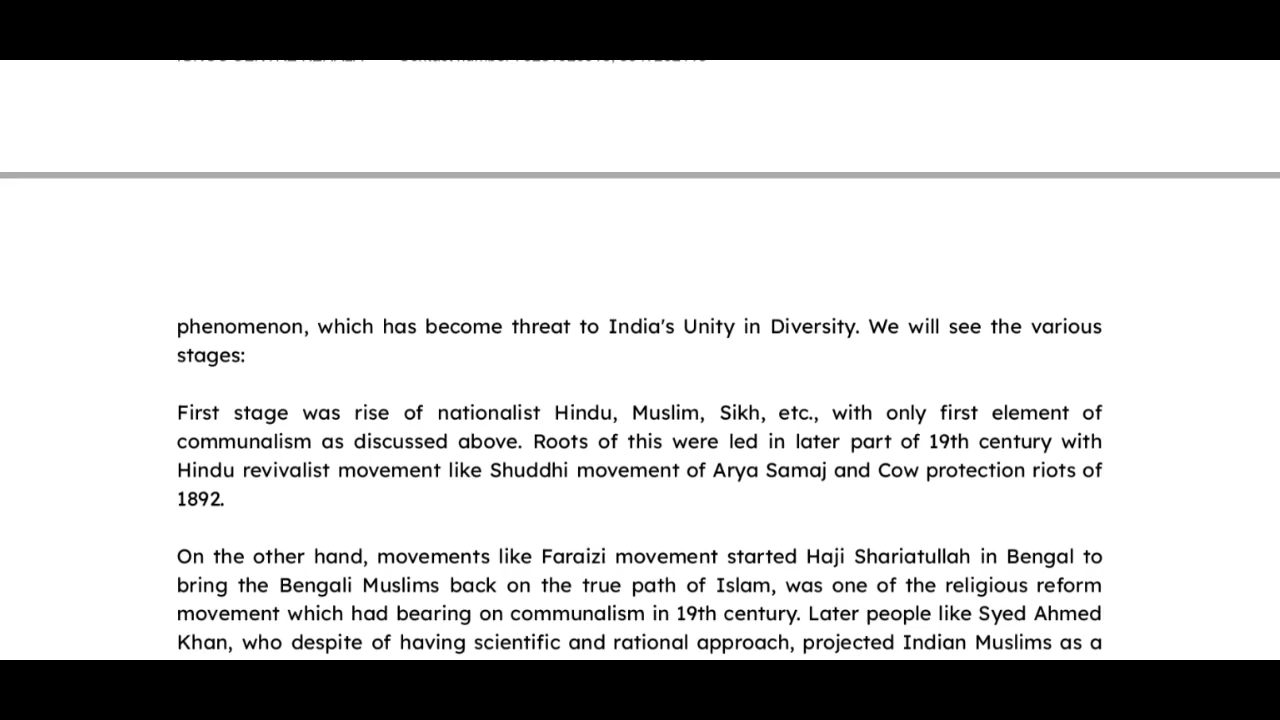 phenomenon, which has become threat to India's Unity in Diversity. We will see the various
stages:
First stage was rise of nationalist Hindu, Muslim, Sikh, etc., with only first element of
communalism as discussed above. Roots of this were led in later part of 19th century with
Hindu revivalist movement like Shuddhi movement of Arya Samaj and Cow protection riots of
1892.
On the other hand, movements like Faraizi movement started Haji Shariatullah in Bengal to
bring the Bengali Muslims back on the true path of Islam, was one of the religious reform
movement which had bearing on communalism in 19th century. Later people like Syed Ahmed
Khan, who despite of having scientific and rational approach, projected Indian Muslims as a